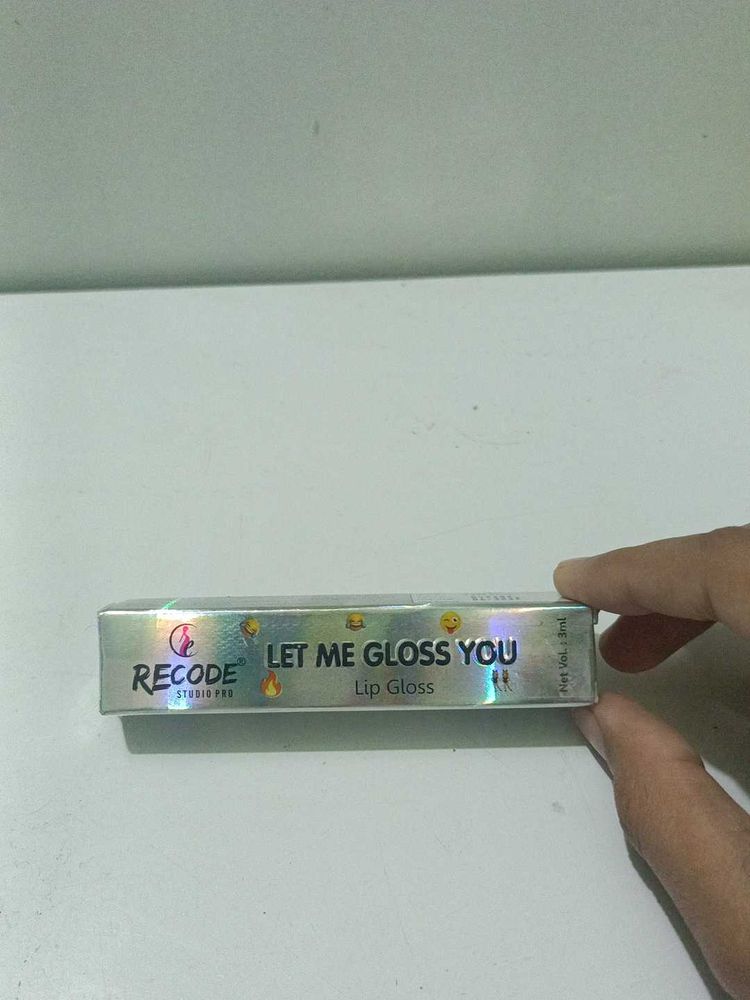 RECODE®
STUDIO PRO
LET ME GLOSS YOU
Lip Gloss
Net Vol. : 3ml